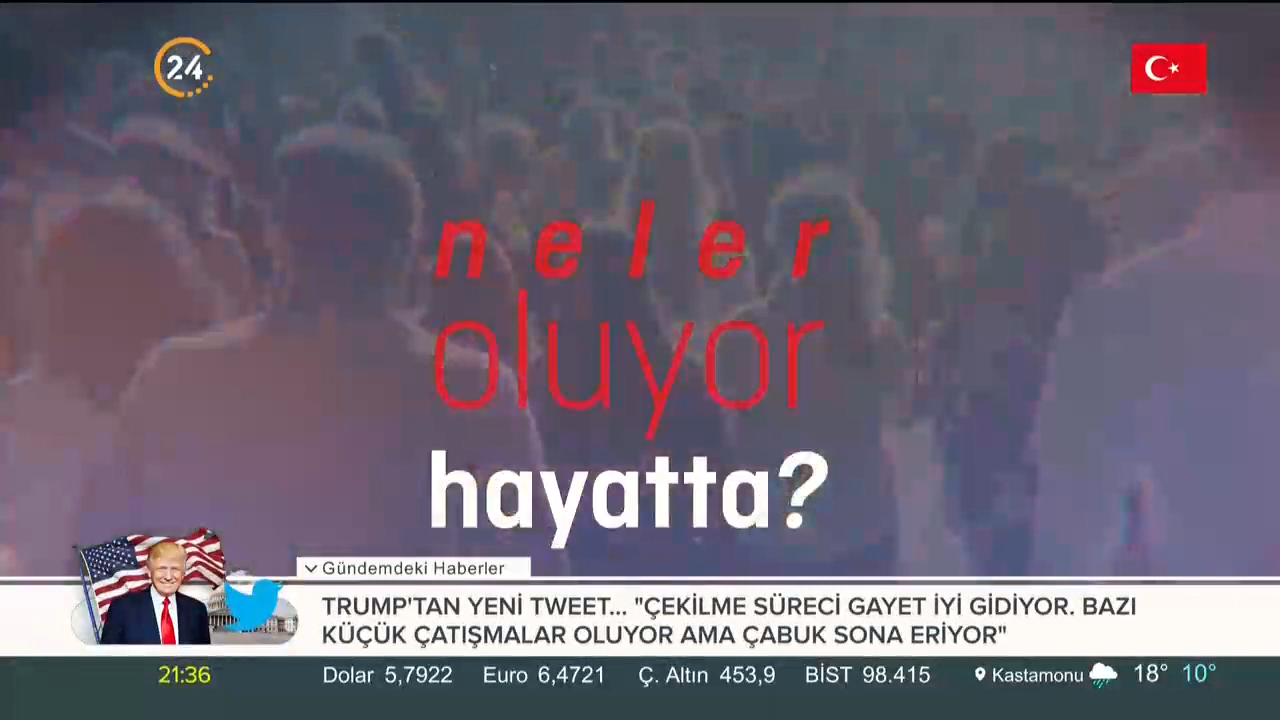 24
neler
oluyor
hayatta?
Gündemdeki Haberler
TRUMP'TAN YENİ TWEET... "ÇEKİLME SÜRECİ GAYET İYİ GİDİYOR. BAZI
KÜÇÜK ÇATIŞMALAR OLUYOR AMA ÇABUK SONA ERİYOR"
21:36 Dolar 5,7922 Euro 6,4721 Ç. Altın 453,9 BİST 98.415 Kastamonu 18° 10°